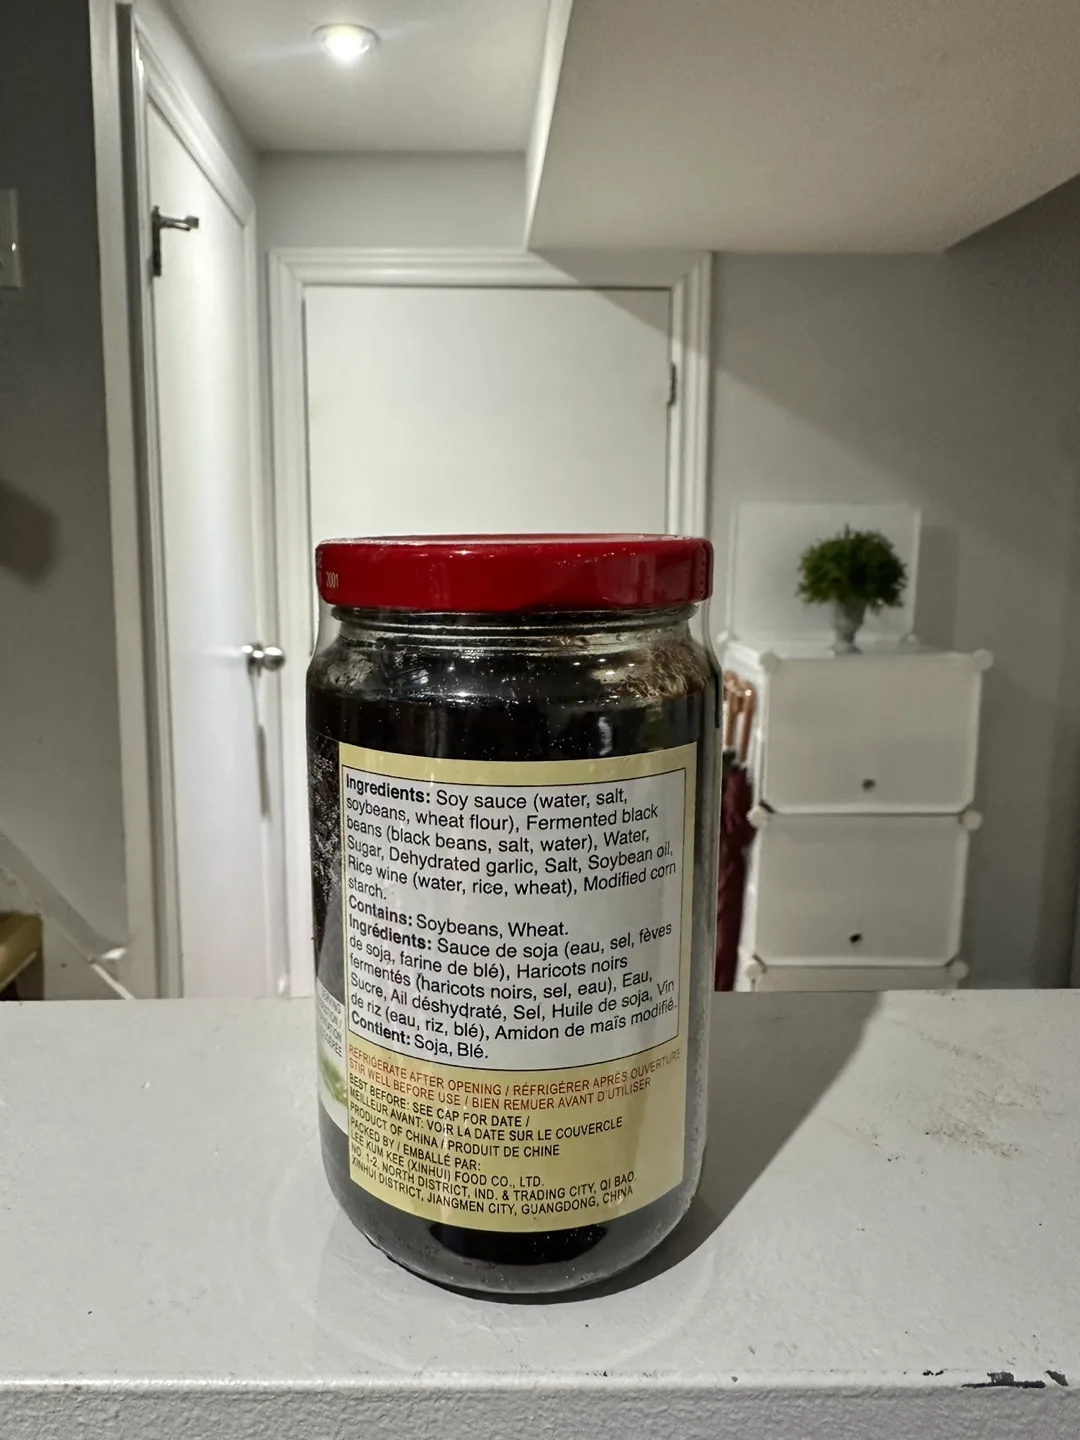 2001
Ingredients: Soy sauce (water, salt,
soybeans, wheat flour), Fermented black
beans (black beans, salt, water), Water,
Sugar, Dehydrated garlic, Salt, Soybean oil,
Rice wine (water, rice, wheat), Modified corn
starch.
Contains: Soybeans, Wheat.
Ingrédients: Sauce de soja (eau, sel, fèves
de soja, farine de blé), Haricots noirs
fermentés (haricots noirs, sel, eau), Eau,
Sucre, Ail déshydraté, Sel, Huile de soja, Vin
de riz (eau, riz, blé), Amidon de maïs modifié.
Contient: Soja, Blé.
REFRIGERATE AFTER OPENING / RÉFRIGÉRER APRÈS OUVERTURE
STIR WELL BEFORE USE / BIEN REMUER AVANT D'UTILISER
BEST BEFORE: SEE CAP FOR DATE /
MEILLEUR AVANT: VOIR LA DATE SUR LE COUVERCLE
PRODUCT OF CHINA / PRODUIT DE CHINE
PACKED BY / EMBALLÉ PAR:
LEE KUM KEE (XINHUI) FOOD CO., LTD.
NO. 1-2, NORTH DISTRICT, IND. & TRADING CITY, QI BAO,
XINHUI DISTRICT, JIANGMEN CITY, GUANGDONG, CHINA